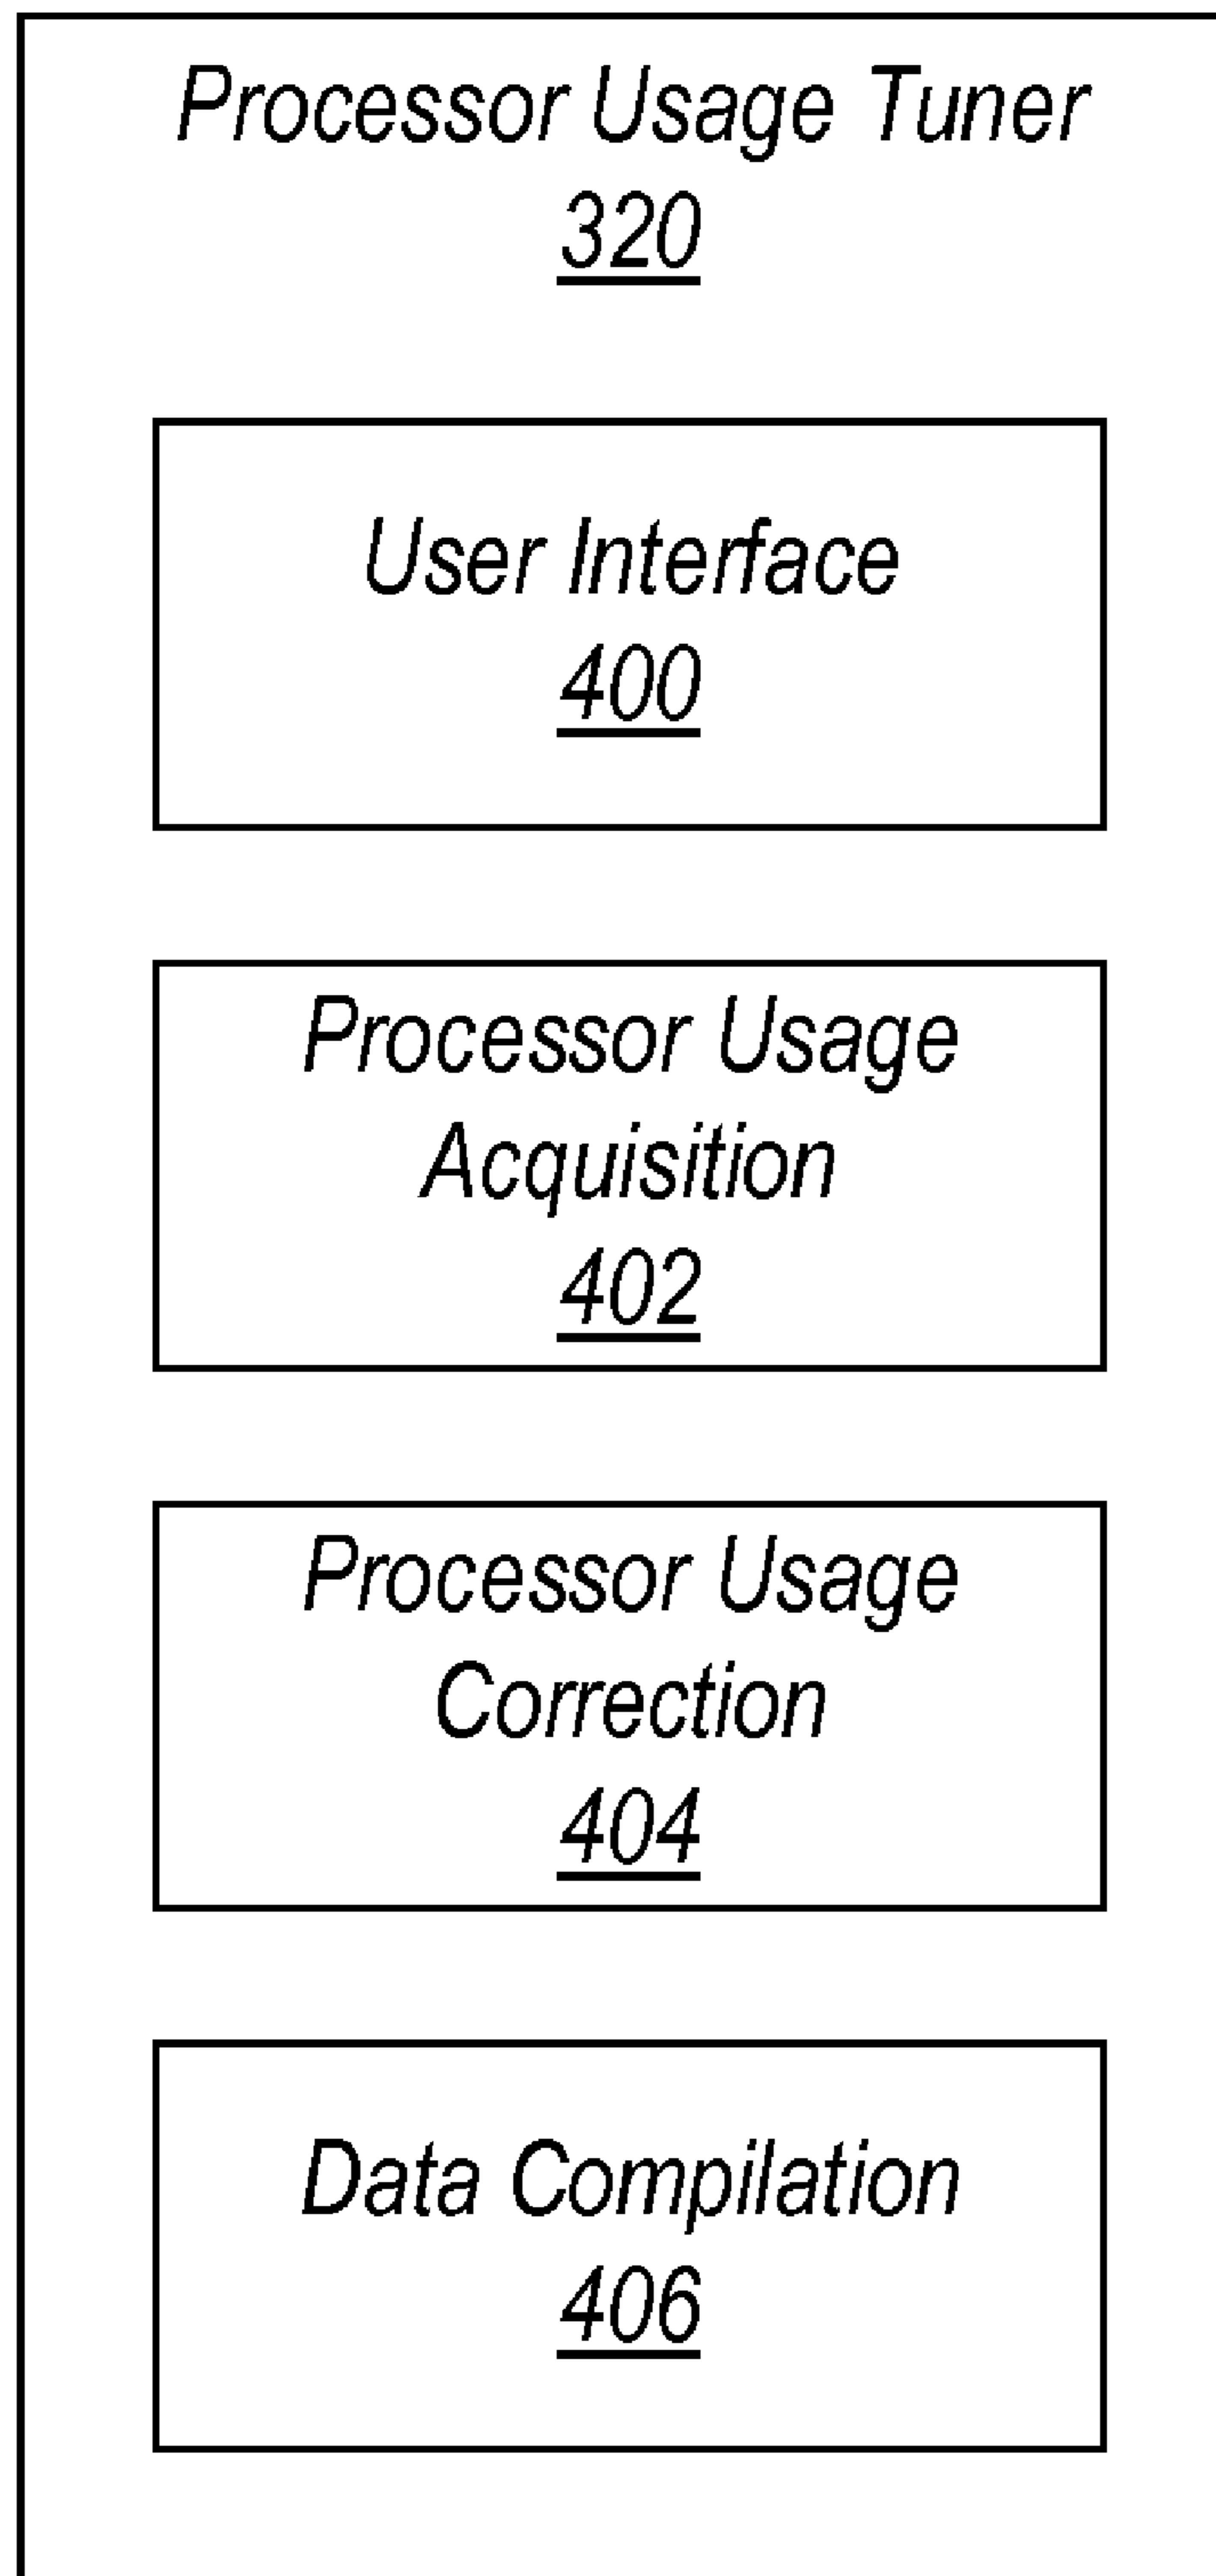 Processor Usage Tuner
320
User Interface
400
Processor Usage
Acquisition
402
Processor Usage
Correction
404
Data Compilation
406